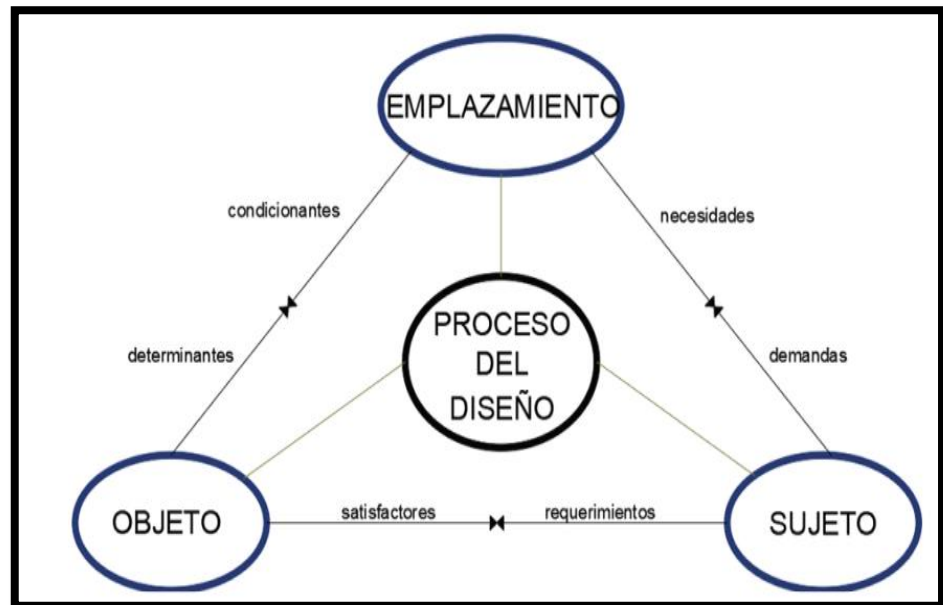 EMPLAZAMIENTO
condicionantes
necesidades
PROCESO
DEL
DISEÑO
determinantes
demandas
OBJETO
satisfactores
requerimientos
SUJETO